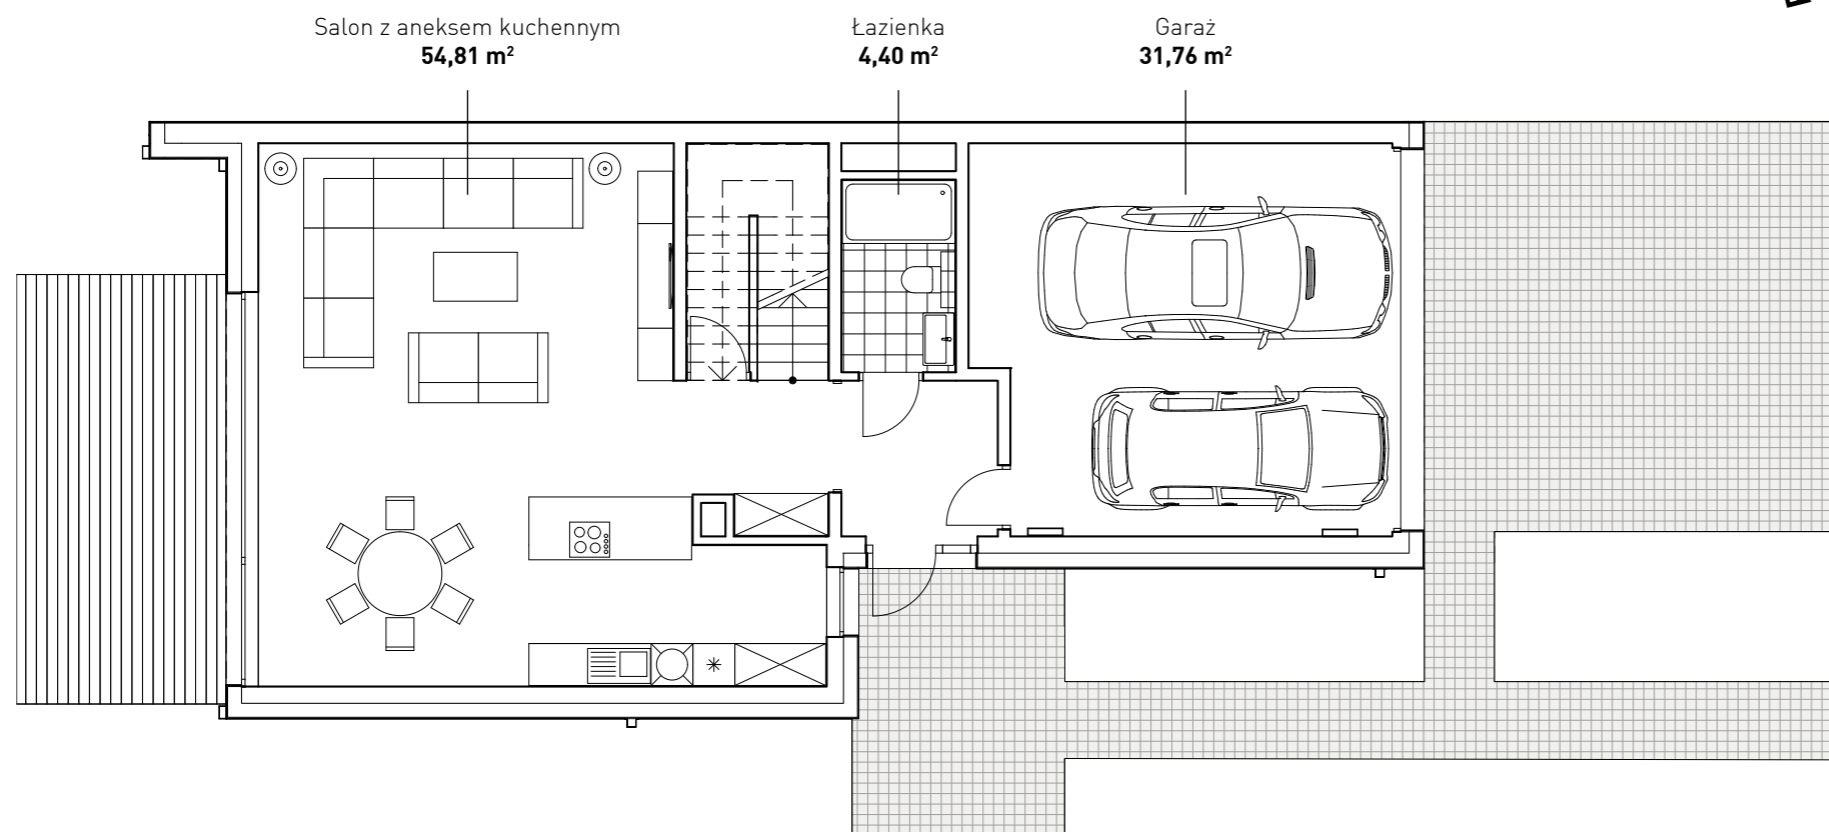 Salon z aneksem kuchennym
54,81 m²
Łazienka
4,40 m²
Garaż
31,76 m²